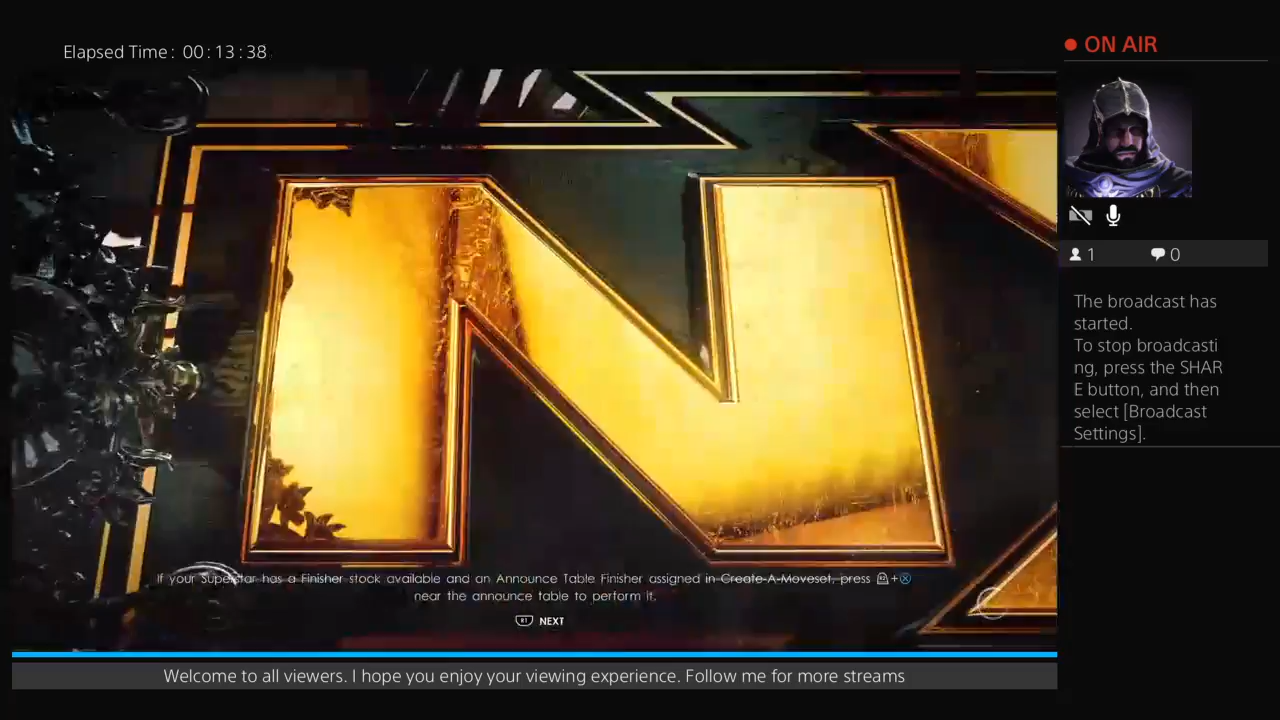 Elapsed Time: 00:13:38
ON AIR
N
1 0
The broadcast has
started.
To stop broadcasti
ng, press the SHAR
E button, and then
select [Broadcast
Settings].
If your Superstar has a Finisher stock available and an Announce Table Finisher assigned in Create-A-Moveset, press + near the announce table to perform it.
R1 NEXT
Welcome to all viewers. I hope you enjoy your viewing experience. Follow me for more streams